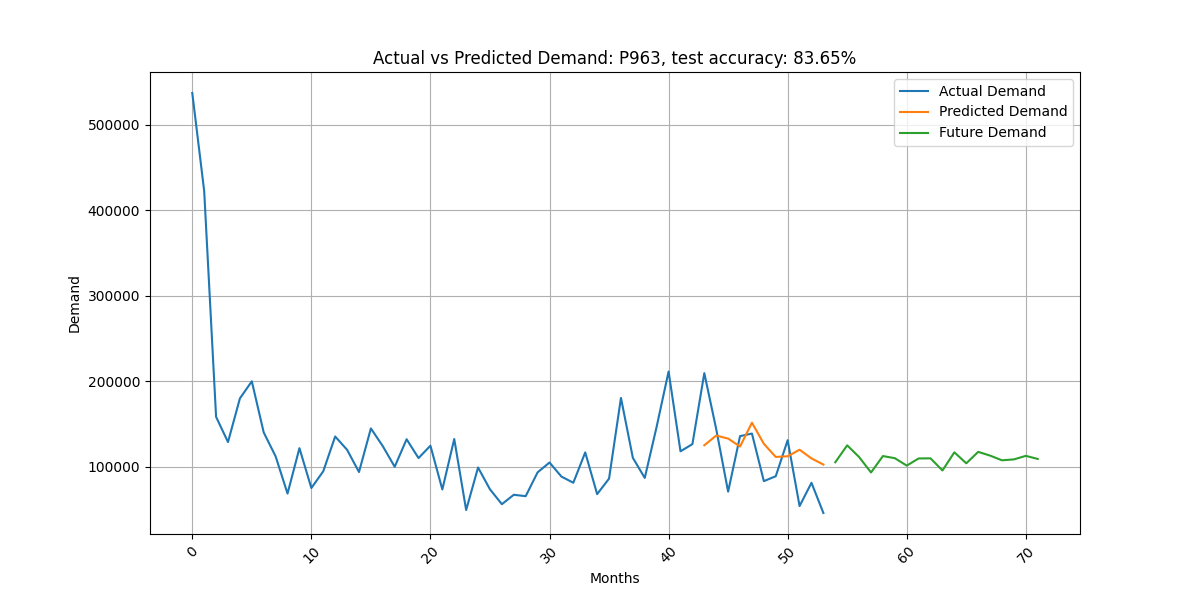 Actual vs Predicted Demand: P963, test accuracy: 83.65%
Actual Demand
Predicted Demand
Future Demand
500000
400000
300000
200000
100000
Demand
0
10
20
30
40
50
60
70
Months